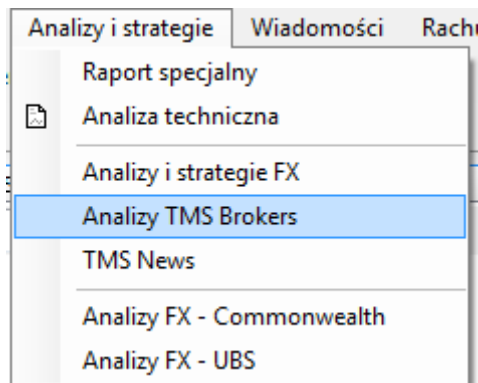 Analizy i strategie Wiadomości
Raport specjalny
Analiza techniczna
Analizy i strategie FX
Analizy TMS Brokers
TMS News
Analizy FX - Commonwealth
Analizy FX - UBS